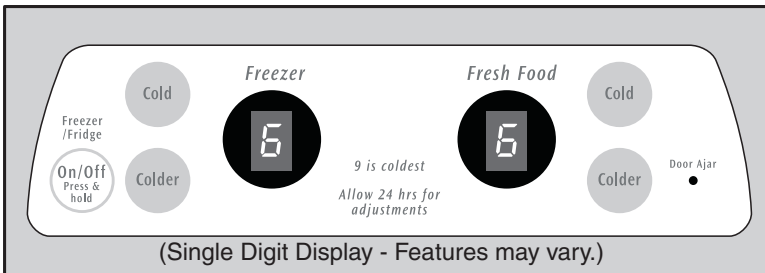 Freezer
/Fridge
On/Off
Press &
hold
Cold
Colder
Freezer
6
9 is coldest
Allow 24 hrs for
adjustments
Fresh Food
6
Cold
Colder
Door Ajar
(Single Digit Display - Features may vary.)